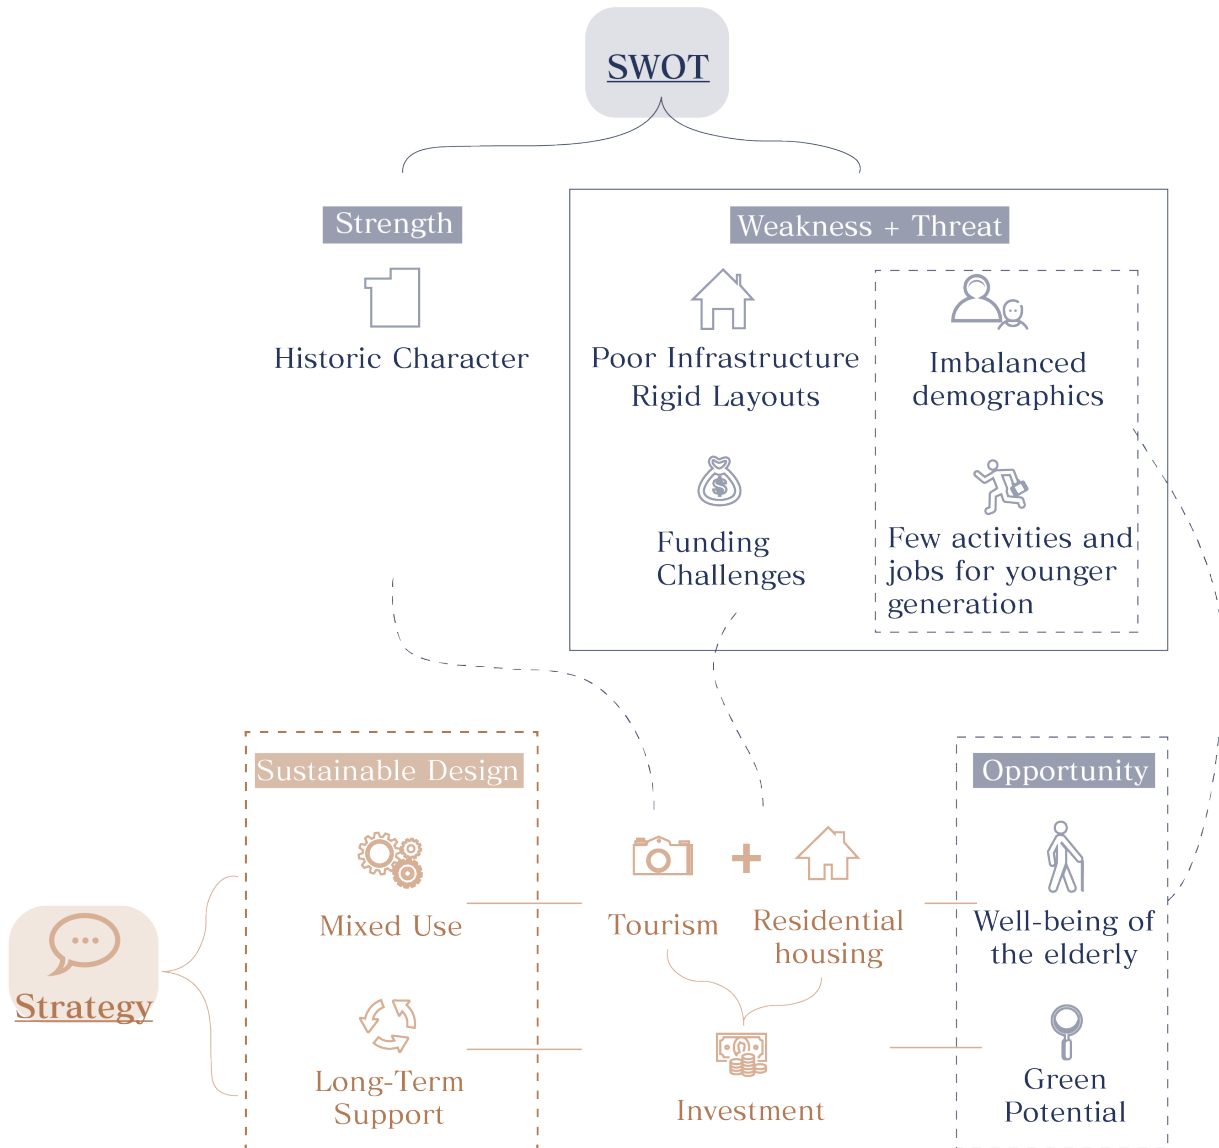 SWOT
Strength
Weakness + Threat
Historic Character
Poor Infrastructure
Rigid Layouts
Imbalanced
demographics
$
Funding
Challenges
Few activities and
jobs for younger
generation
Sustainable Design
Opportunity
+
Mixed Use
Tourism
Residential
housing
Well-being of
the elderly
Strategy
Long-Term
Support
Investment
Green
Potential